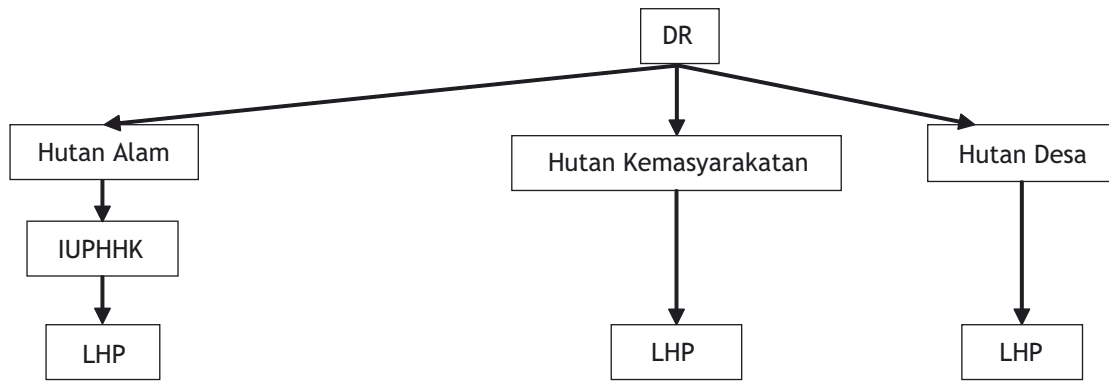 DR
Hutan Alam
Hutan Kemasyarakatan
Hutan Desa
IUPHHK
LHP
LHP
LHP